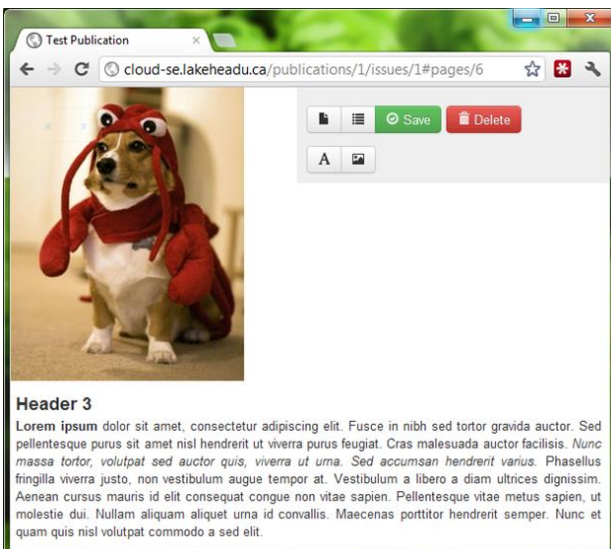 Test Publication
cloud-se.lakeheadu.ca/publications/1/issues/1#pages/6
Save Delete
A
Header 3
Lorem ipsum dolor sit amet, consectetur adipiscing elit. Fusce in nibh sed tortor gravida auctor. Sed
pellentesque purus sit amet nisl hendrerit ut viverra purus feugiat. Cras malesuada auctor facilisis. Nunc
massa tortor, volutpat sed auctor quis, viverra ut urna. Sed accumsan hendrerit varius. Phasellus
fringilla viverra justo, non vestibulum augue tempor at. Vestibulum a libero a diam ultrices dignissim.
Aenean cursus mauris id elit consequat congue non vitae sapien. Pellentesque vitae metus sapien, ut
molestie dui. Nullam aliquam aliquet urna id convallis. Maecenas porttitor hendrerit semper. Nunc et
quam quis nisl volutpat commodo a sed elit.